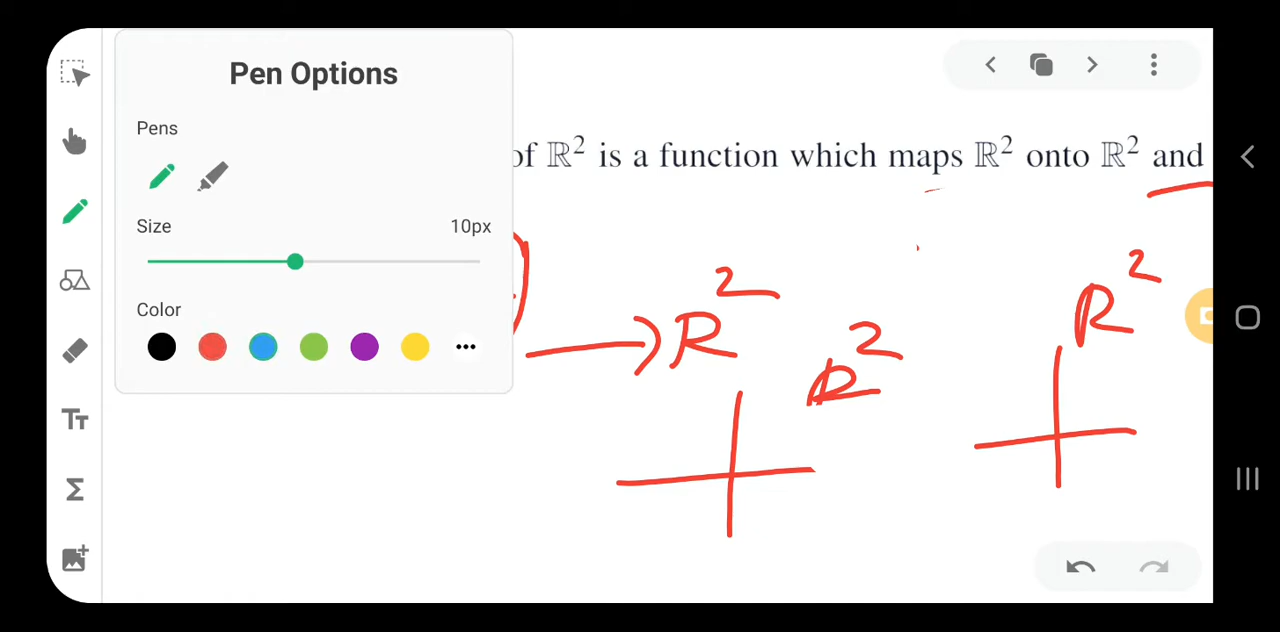 Pen Options
Pens
Size 10px
Color
of ℝ² is a function which maps ℝ² onto ℝ² and
R²
R²
R²
Tт
Σ